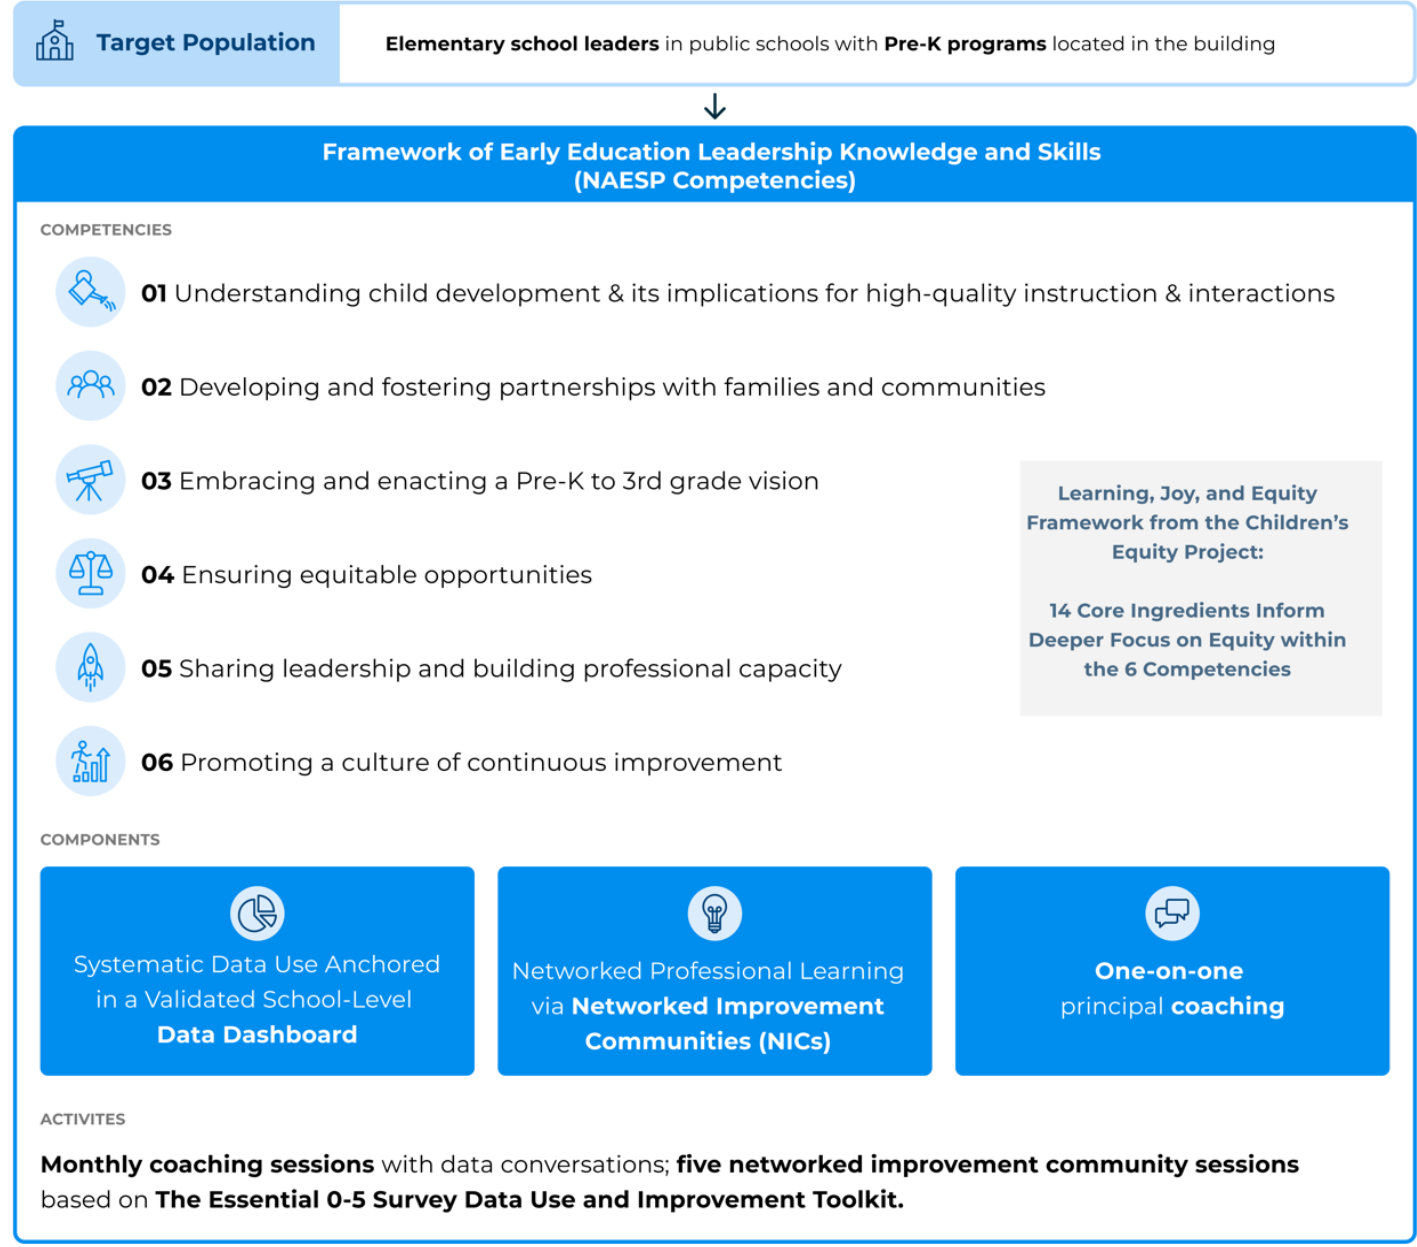 Target Population
Elementary school leaders in public schools with Pre-K programs located in the building
Framework of Early Education Leadership Knowledge and Skills
(NAESP Competencies)
COMPETENCIES
01 Understanding child development & its implications for high-quality instruction & interactions
02 Developing and fostering partnerships with families and communities
03 Embracing and enacting a Pre-K to 3rd grade vision
04 Ensuring equitable opportunities
05 Sharing leadership and building professional capacity
06 Promoting a culture of continuous improvement
Learning, Joy, and Equity
Framework from the Children's
Equity Project:
14 Core Ingredients Inform
Deeper Focus on Equity within
the 6 Competencies
COMPONENTS
Systematic Data Use Anchored
in a Validated School-Level
Data Dashboard
Networked Professional Learning
via Networked Improvement
Communities (NICs)
One-on-one
principal coaching
ACTIVITES
Monthly coaching sessions with data conversations; five networked improvement community sessions
based on The Essential 0-5 Survey Data Use and Improvement Toolkit.